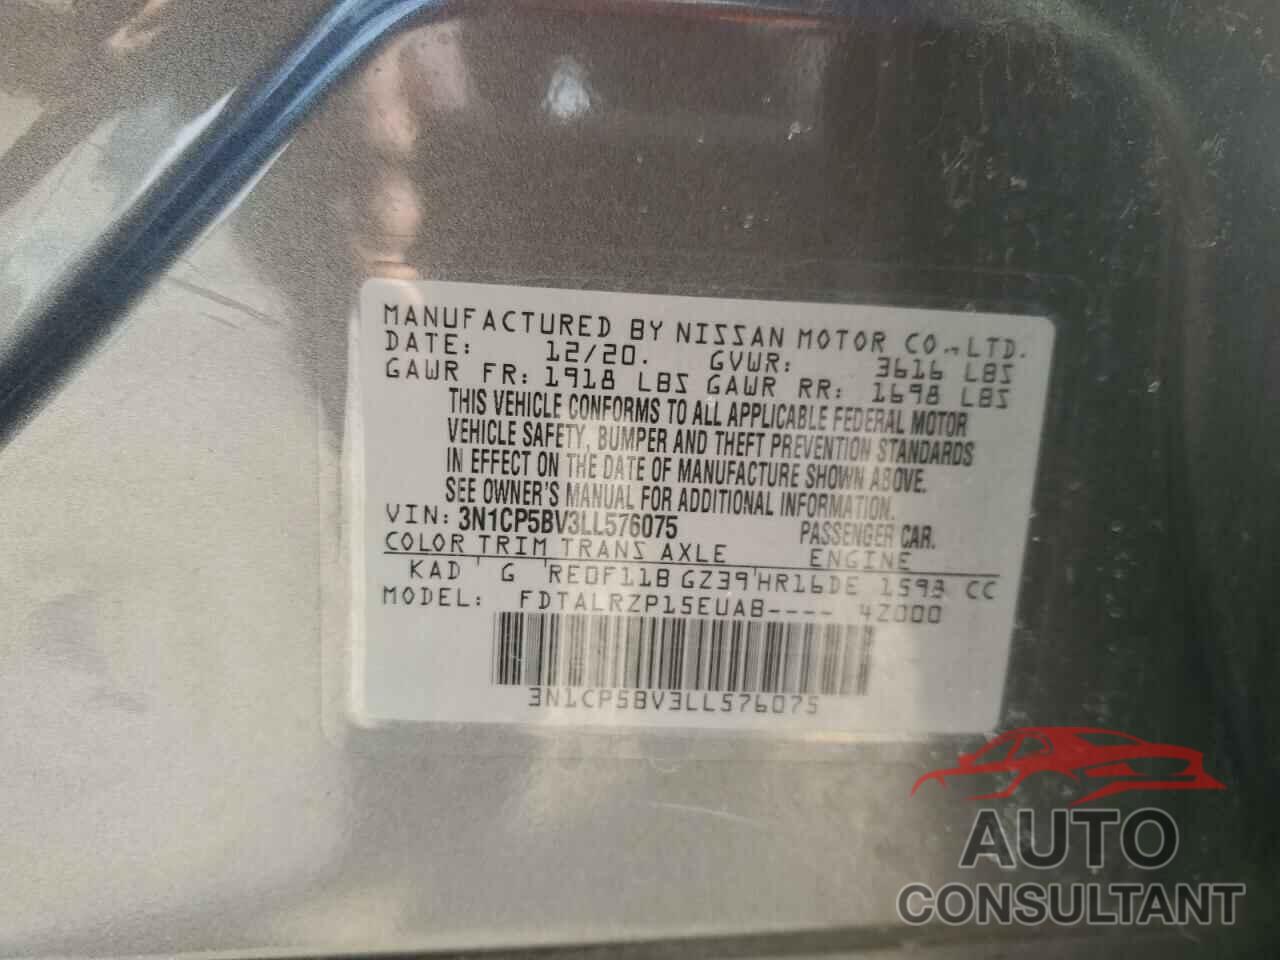 MANUFACTURED BY NISSAN MOTOR CO.,LTD.
DATE: 12/20. GVWR: 3616 LBS
GAWR FR: 1918 LBS GAWR RR: 1698 LBS
THIS VEHICLE CONFORMS TO ALL APPLICABLE FEDERAL MOTOR
VEHICLE SAFETY, BUMPER AND THEFT PREVENTION STANDARDS
IN EFFECT ON THE DATE OF MANUFACTURE SHOWN ABOVE.
SEE OWNER'S MANUAL FOR ADDITIONAL INFORMATION.
VIN: 3N1CP5BV3LL576075 PASSENGER CAR.
COLOR TRIM TRANS AXLE ENGINE
KAD ' G ' RE0F11B GZ39 ' HR16DE 1598 CC
MODEL: FDTALRZP15EUAB---- 4Z000
3N1CP5BV3LL576075
AUTO
CONSULTANT